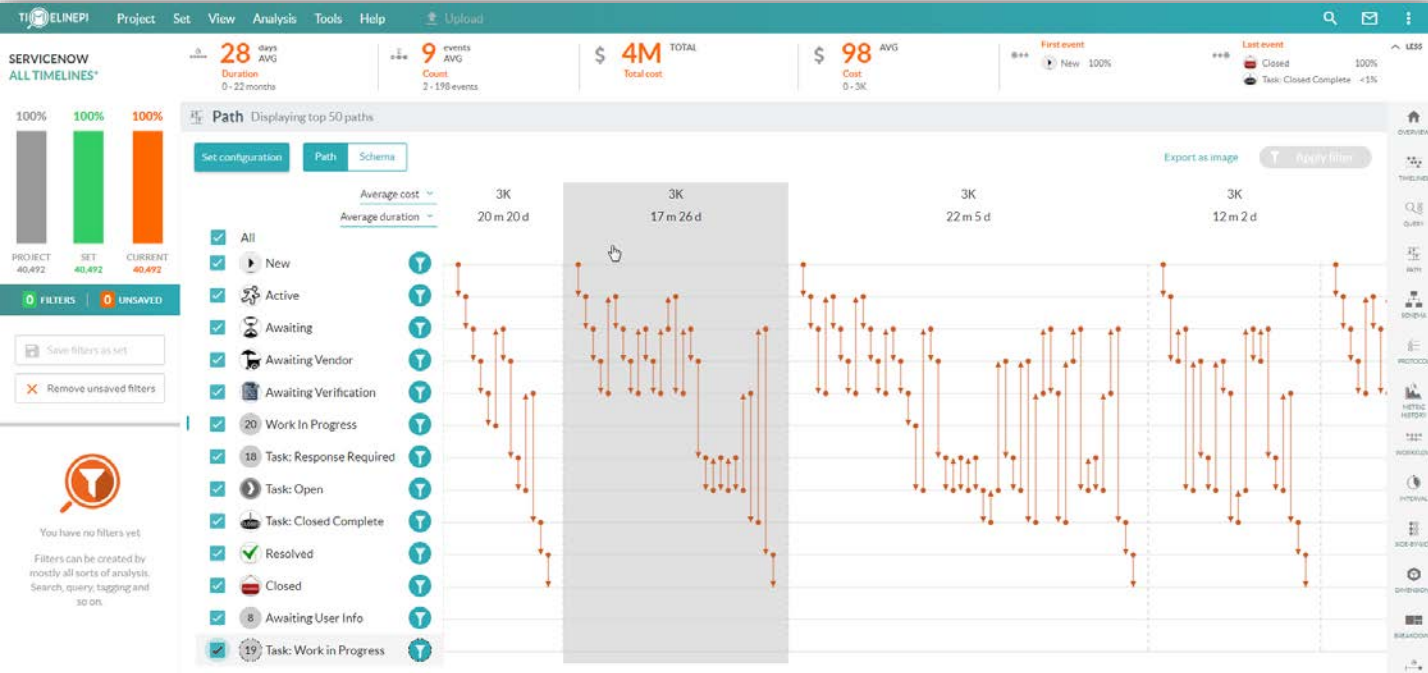 TIMELINEPI Project Set View Analysis Tools Help Upload
SERVICENOW
ALL TIMELINES*
28 days AVG
Duration
0 - 22 months
9 events AVG
Count
2 - 198 events
$ 4M TOTAL
Total cost
$ 98 AVG
Cost
0 - 3K
First event
New 100%
Last event
Closed 100%
Task: Closed Complete <1%
LESS
100% 100% 100%
PROJECT SET CURRENT
40,492 40,492 40,492
0 FILTERS 0 UNSAVED
Save filters as set
Remove unsaved filters
You have no filters yet
Filters can be created by
mostly all sorts of analysis.
Search, query, tagging and
so on.
Path Displaying top 50 paths
Set configuration Path Schema
Export as image Apply filter
Average cost 3K 3K 3K 3K
Average duration 20 m 20 d 17 m 26 d 22 m 5 d 12 m 2 d
All
New
Active
Awaiting
Awaiting Vendor
Awaiting Verification
20 Work In Progress
18 Task: Response Required
Task: Open
Task: Closed Complete
Resolved
Closed
8 Awaiting User Info
19 Task: Work in Progress
OVERVIEW
TIMELINES
QUERY
PATH
SCHEMA
PROTOCOL
METRIC
HISTORY
WORKFLOW
INTERVAL
SIDE-BY-SIDE
DIMENSION
BREAKDOWN